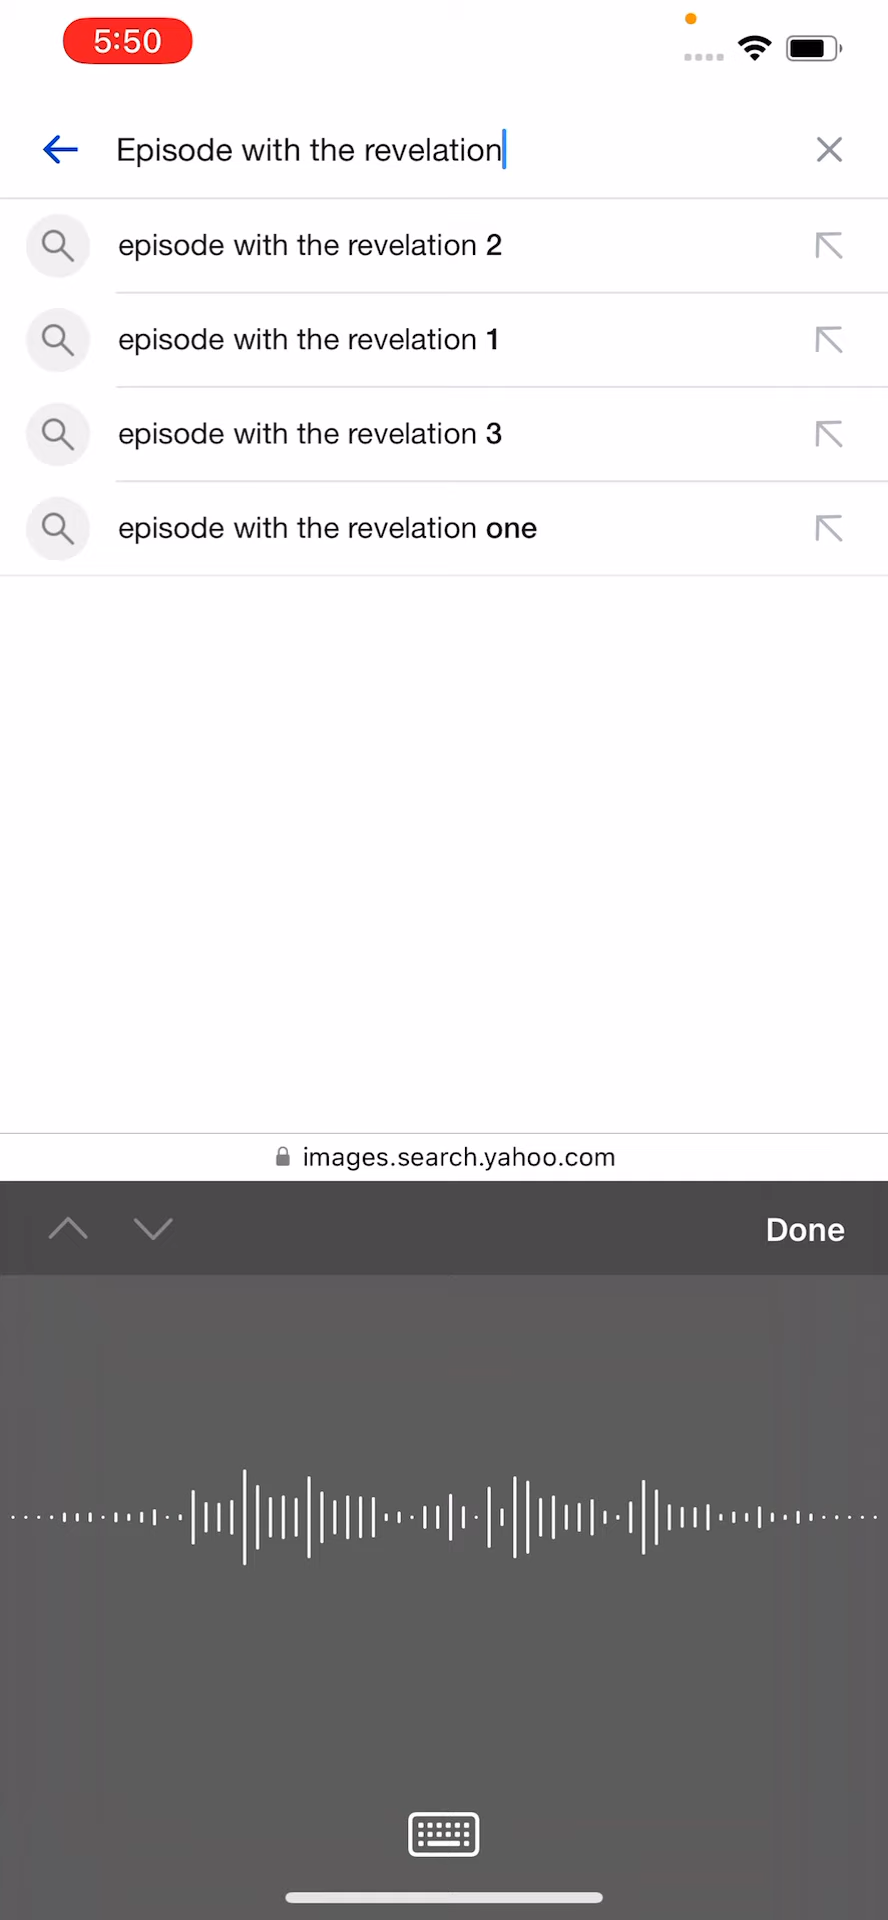 5:50
Episode with the revelation
episode with the revelation 2
episode with the revelation 1
episode with the revelation 3
episode with the revelation one
images.search.yahoo.com
Done